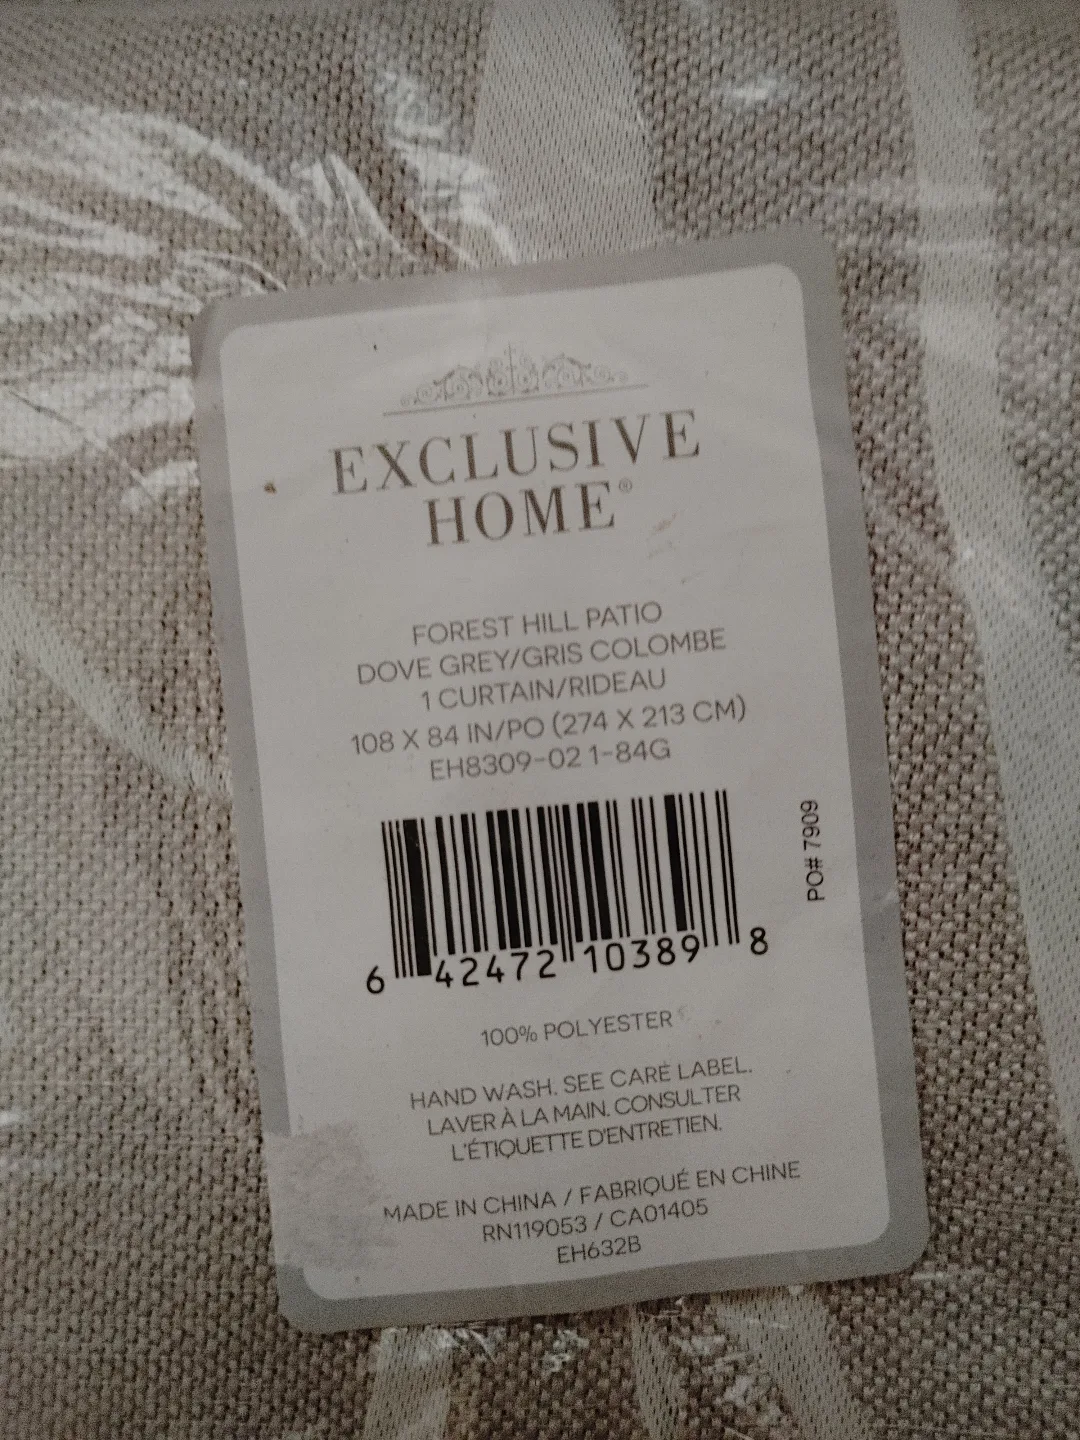 EXCLUSIVE
HOME®
FOREST HILL PATIO
DOVE GREY/GRIS COLOMBE
1 CURTAIN/RIDEAU
108 X 84 IN/PO (274 X 213 CM)
EH8309-02 1-84G
6 42472 10389 8
PO# 7909
100% POLYESTER
HAND WASH. SEE CARE LABEL.
LAVER À LA MAIN. CONSULTER
L'ÉTIQUETTE D'ENTRETIEN.
MADE IN CHINA / FABRIQUÉ EN CHINE
RN119053 / CA01405
EH632B